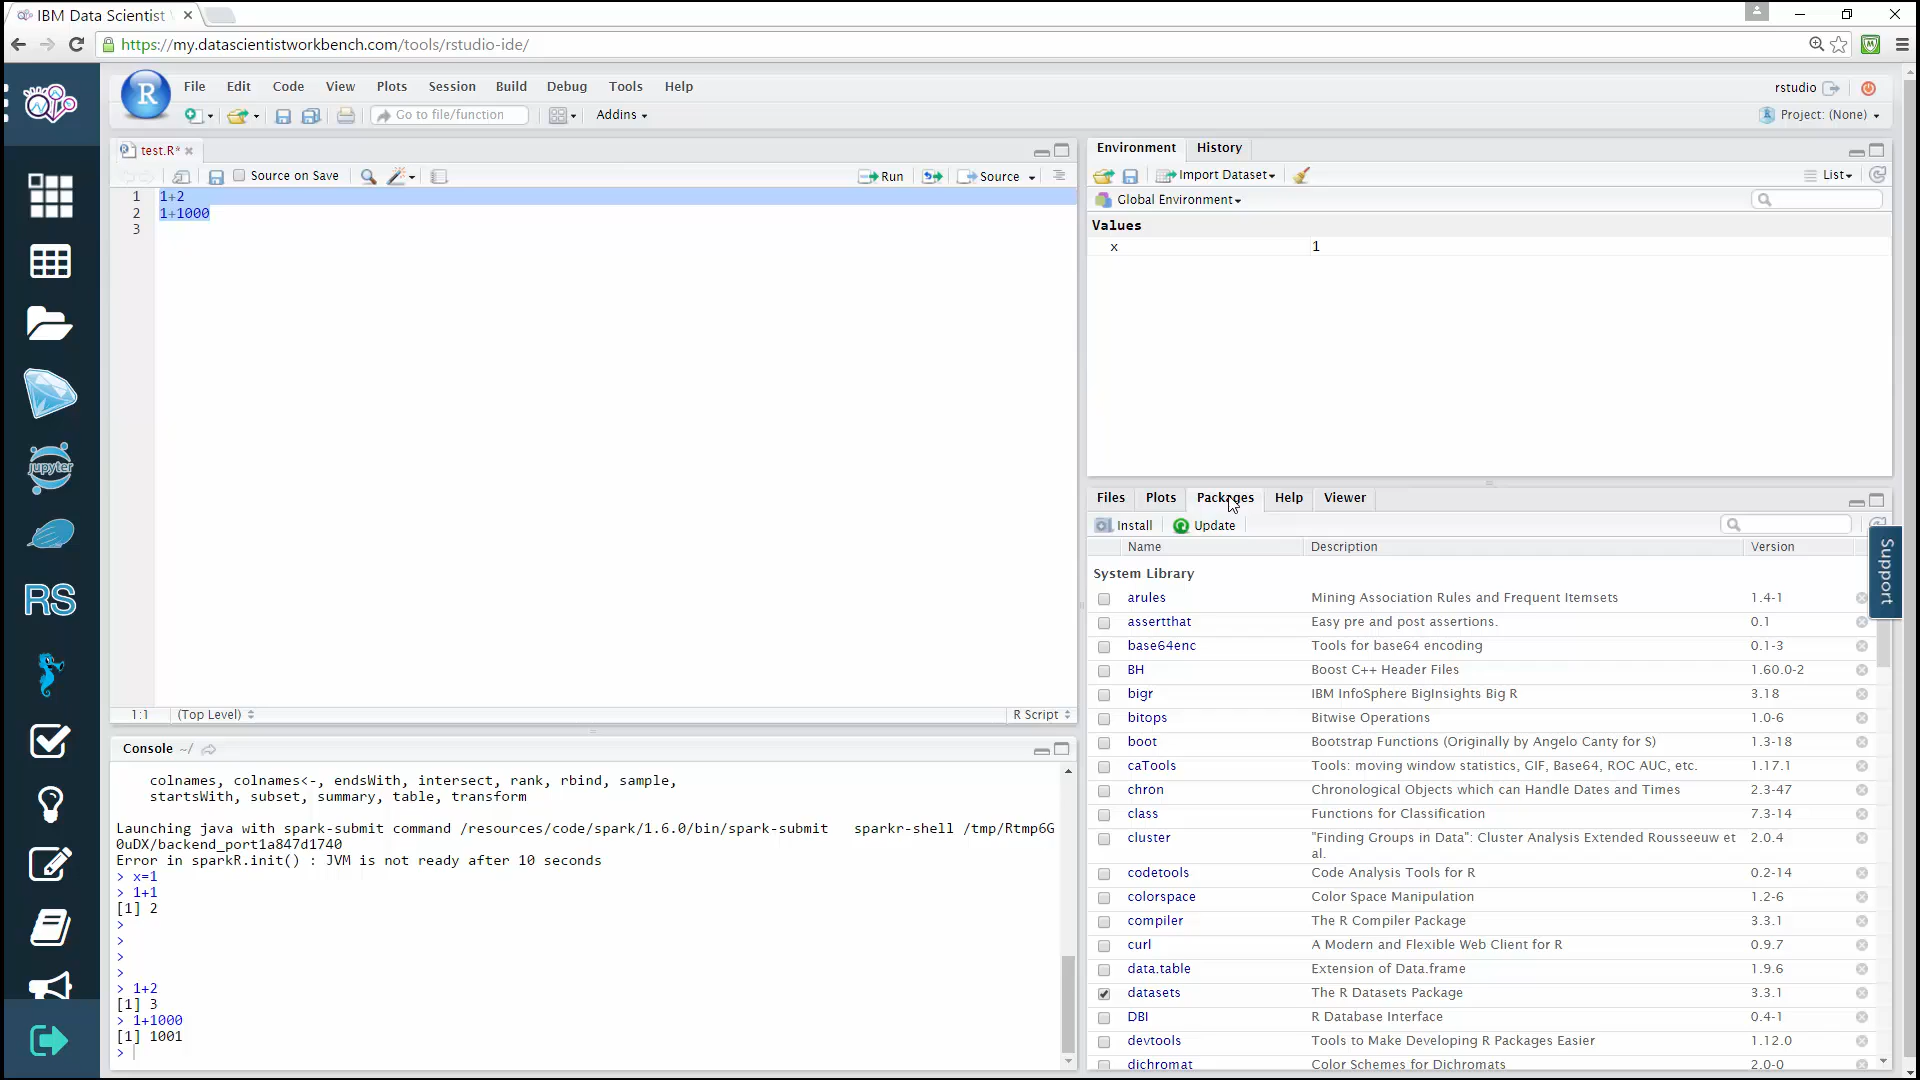 IBM Data Scientist
https://my.datascientistworkbench.com/tools/rstudio-ide/
R
File Edit Code View Plots Session Build Debug Tools Help
rstudio
Go to file/function
Addins
Project: (None)
test.R*
Source on Save
Run
Source
1 1+2
2 1+1000
3
1:1 (Top Level) R Script
Console ~/
colnames, colnames<-, endsWith, intersect, rank, rbind, sample,
startsWith, subset, summary, table, transform
Launching java with spark-submit command /resources/code/spark/1.6.0/bin/spark-submit   sparkr-shell /tmp/Rtmp6G
0uDX/backend_port1a847d1740
Error in sparkR.init() : JVM is not ready after 10 seconds
> x=1
> 1+1
[1] 2
>
>
>
>
> 1+2
[1] 3
> 1+1000
[1] 1001
>
Environment History
Import Dataset
List
Global Environment
Values
x 1
Files Plots Packages Help Viewer
Install Update
Name Description Version
System Library
arules Mining Association Rules and Frequent Itemsets 1.4-1
assertthat Easy pre and post assertions. 0.1
base64enc Tools for base64 encoding 0.1-3
BH Boost C++ Header Files 1.60.0-2
bigr IBM InfoSphere BigInsights Big R 3.18
bitops Bitwise Operations 1.0-6
boot Bootstrap Functions (Originally by Angelo Canty for S) 1.3-18
caTools Tools: moving window statistics, GIF, Base64, ROC AUC, etc. 1.17.1
chron Chronological Objects which can Handle Dates and Times 2.3-47
class Functions for Classification 7.3-14
cluster "Finding Groups in Data": Cluster Analysis Extended Rousseeuw et 2.0.4
al.
codetools Code Analysis Tools for R 0.2-14
colorspace Color Space Manipulation 1.2-6
compiler The R Compiler Package 3.3.1
curl A Modern and Flexible Web Client for R 0.9.7
data.table Extension of Data.frame 1.9.6
datasets The R Datasets Package 3.3.1
DBI R Database Interface 0.4-1
devtools Tools to Make Developing R Packages Easier 1.12.0
dichromat Color Schemes for Dichromats 2.0-0
Support
jupyter
RS